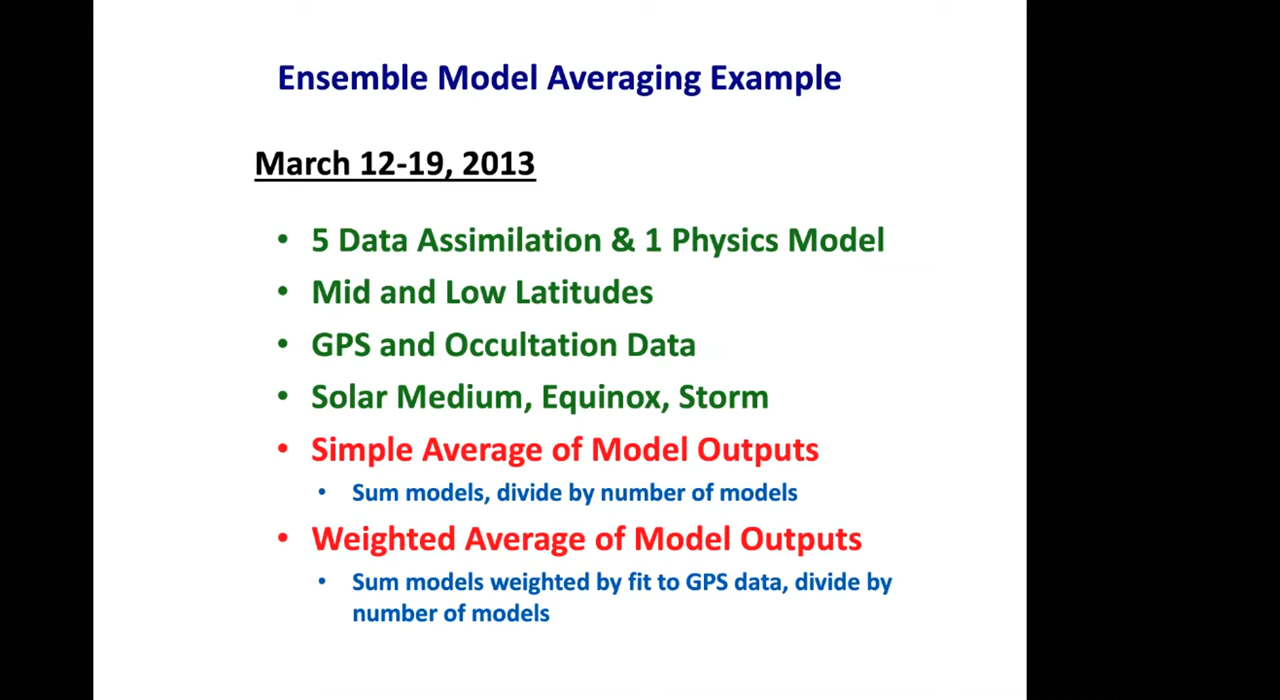 Ensemble Model Averaging Example
March 12-19, 2013
• 5 Data Assimilation & 1 Physics Model
• Mid and Low Latitudes
• GPS and Occultation Data
• Solar Medium, Equinox, Storm
• Simple Average of Model Outputs
• Sum models, divide by number of models
• Weighted Average of Model Outputs
• Sum models weighted by fit to GPS data, divide by
number of models